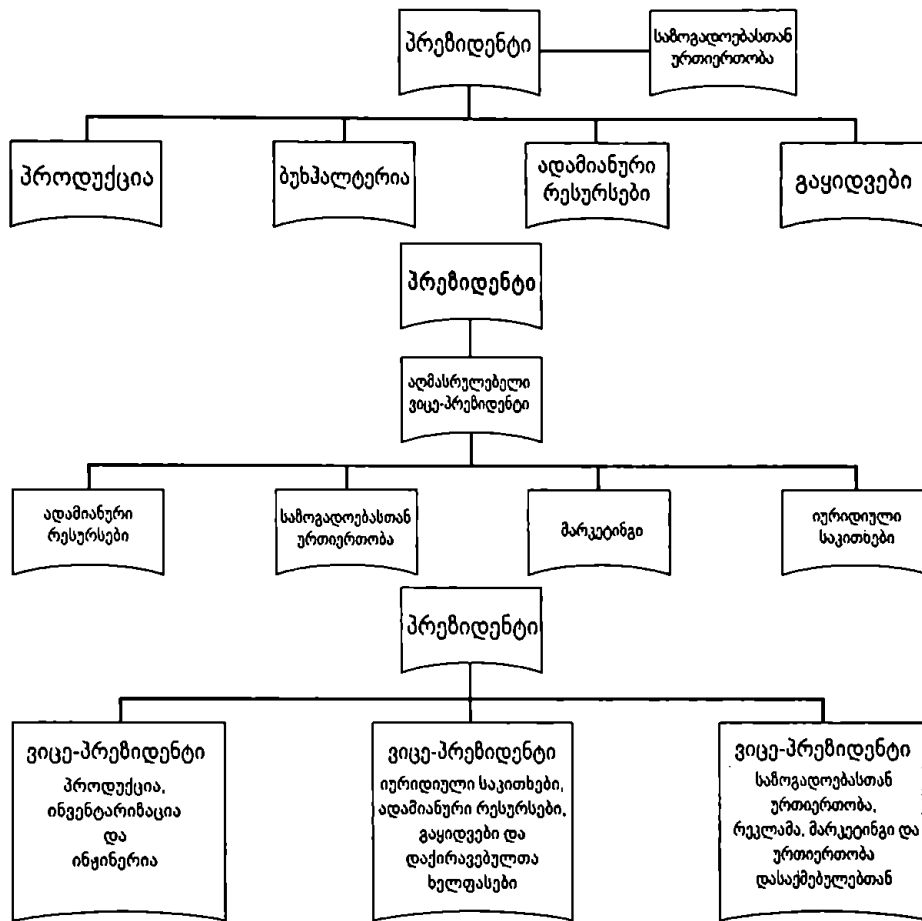 პრეზიდენტი
საზოგადოებასთან
ურთიერთობა
პროდუქცია
ბუხჰალტერია
ადამიანური
რესურსები
გაყიდვები
პრეზიდენტი
აღმასრულებელი
ვიცე-პრეზიდენტი
ადამიანური
რესურსები
საზოგადოებასთან
ურთიერთობა
მარკეტინგი
იურიდიული
საკითხები
პრეზიდენტი
ვიცე-პრეზიდენტი
პროდუქცია,
ინვენტარიზაცია
და
ინჟინერია
ვიცე-პრეზიდენტი
იურიდიული საკითხები,
ადამიანური რესურსები,
გაყიდვები და
დაქირავებულთა
ხელფასები
ვიცე-პრეზიდენტი
საზოგადოებასთან
ურთიერთობა,
რეკლამა, მარკეტინგი და
ურთიერთობა
დასაქმებულებთან